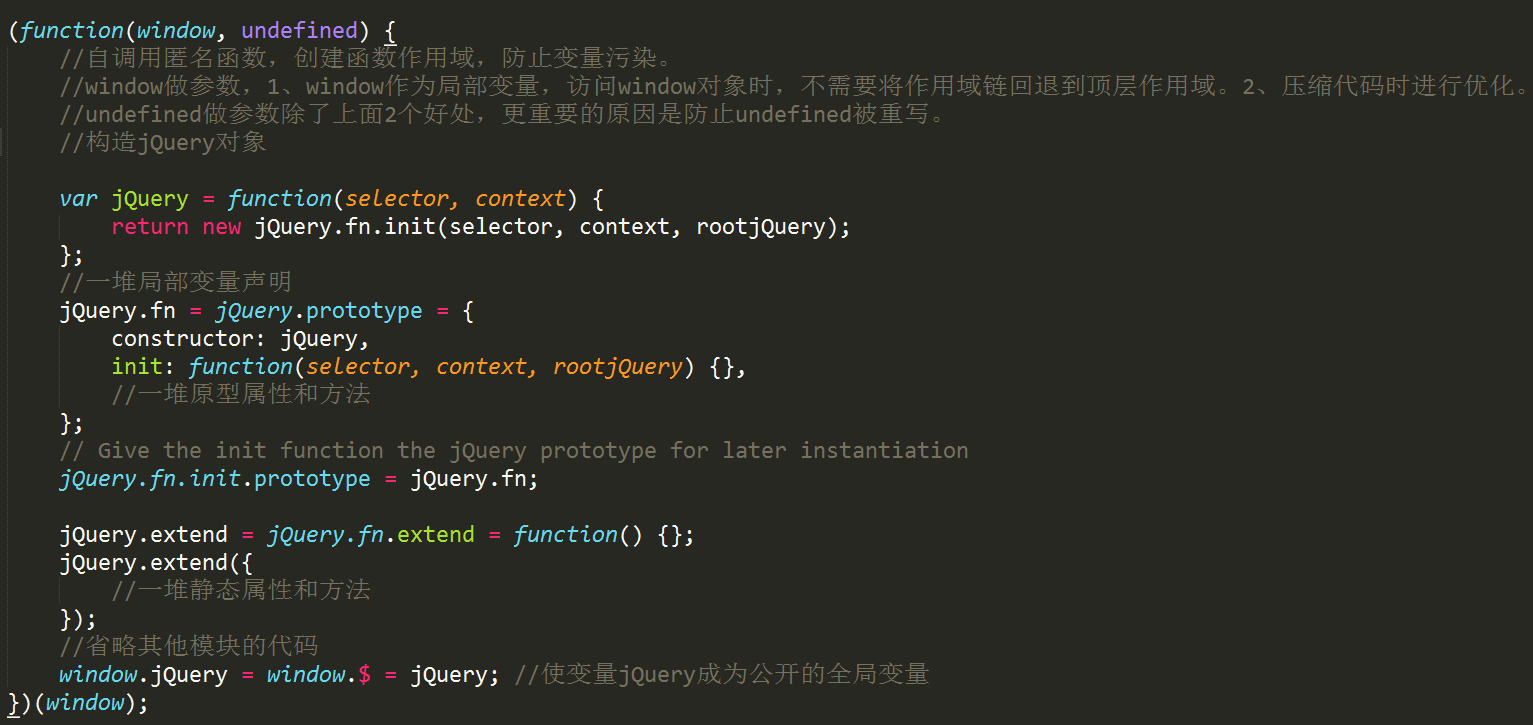 (function(window, undefined) {
    //自调用匿名函数，创建函数作用域，防止变量污染。
    //window做参数，1、window作为局部变量，访问window对象时，不需要将作用域链回退到顶层作用域。2、压缩代码时进行优化。
    //undefined做参数除了上面2个好处，更重要的原因是防止undefined被重写。
    //构造jQuery对象

    var jQuery = function(selector, context) {
        return new jQuery.fn.init(selector, context, rootjQuery);
    };
    //一堆局部变量声明
    jQuery.fn = jQuery.prototype = {
        constructor: jQuery,
        init: function(selector, context, rootjQuery) {},
        //一堆原型属性和方法
    };
    // Give the init function the jQuery prototype for later instantiation
    jQuery.fn.init.prototype = jQuery.fn;

    jQuery.extend = jQuery.fn.extend = function() {};
    jQuery.extend({
        //一堆静态属性和方法
    });
    //省略其他模块的代码
    window.jQuery = window.$ = jQuery; //使变量jQuery成为公开的全局变量
})(window);